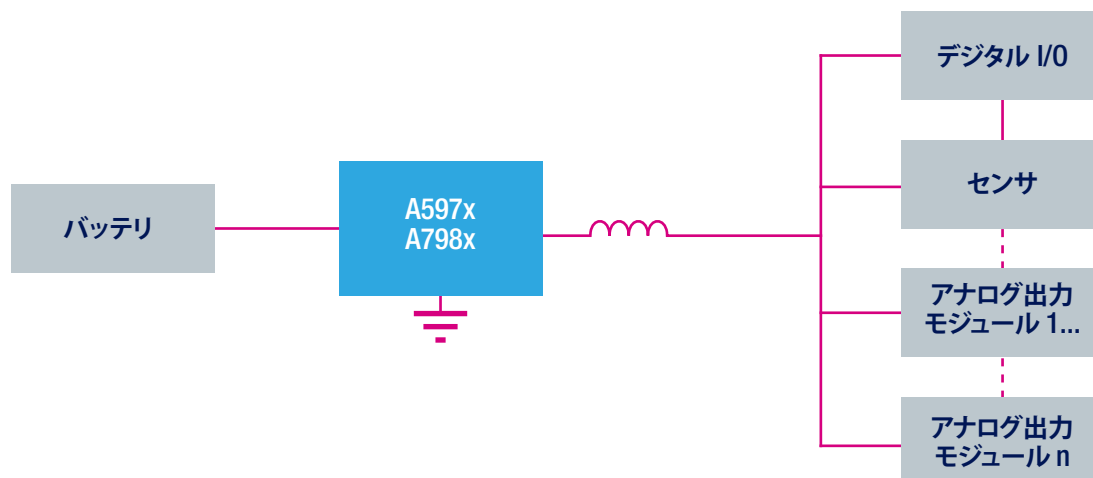 デジタル I/O
センサ
バッテリ
A597x
A798x
アナログ出力
モジュール 1...
アナログ出力
モジュール n